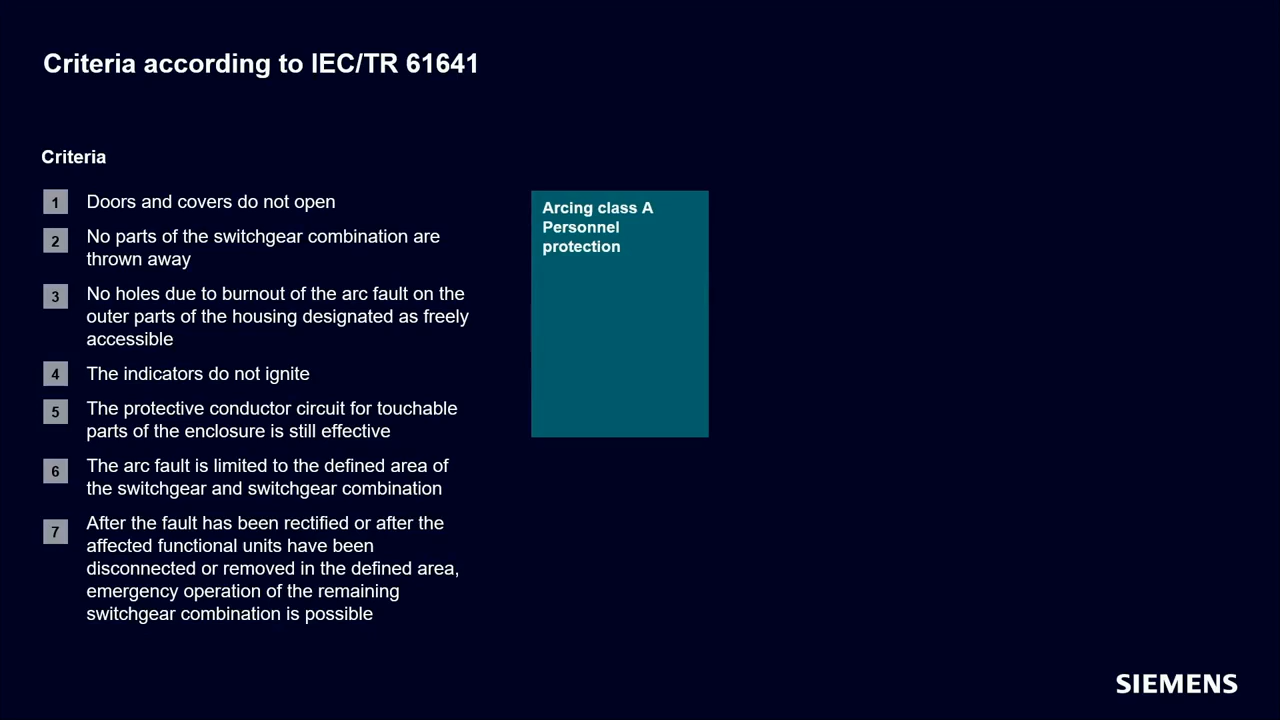 Criteria according to IEC/TR 61641
Criteria
1 Doors and covers do not open
2 No parts of the switchgear combination are
thrown away
3 No holes due to burnout of the arc fault on the
outer parts of the housing designated as freely
accessible
4 The indicators do not ignite
5 The protective conductor circuit for touchable
parts of the enclosure is still effective
6 The arc fault is limited to the defined area of
the switchgear and switchgear combination
7 After the fault has been rectified or after the
affected functional units have been
disconnected or removed in the defined area,
emergency operation of the remaining
switchgear combination is possible
Arcing class A
Personnel
protection
SIEMENS